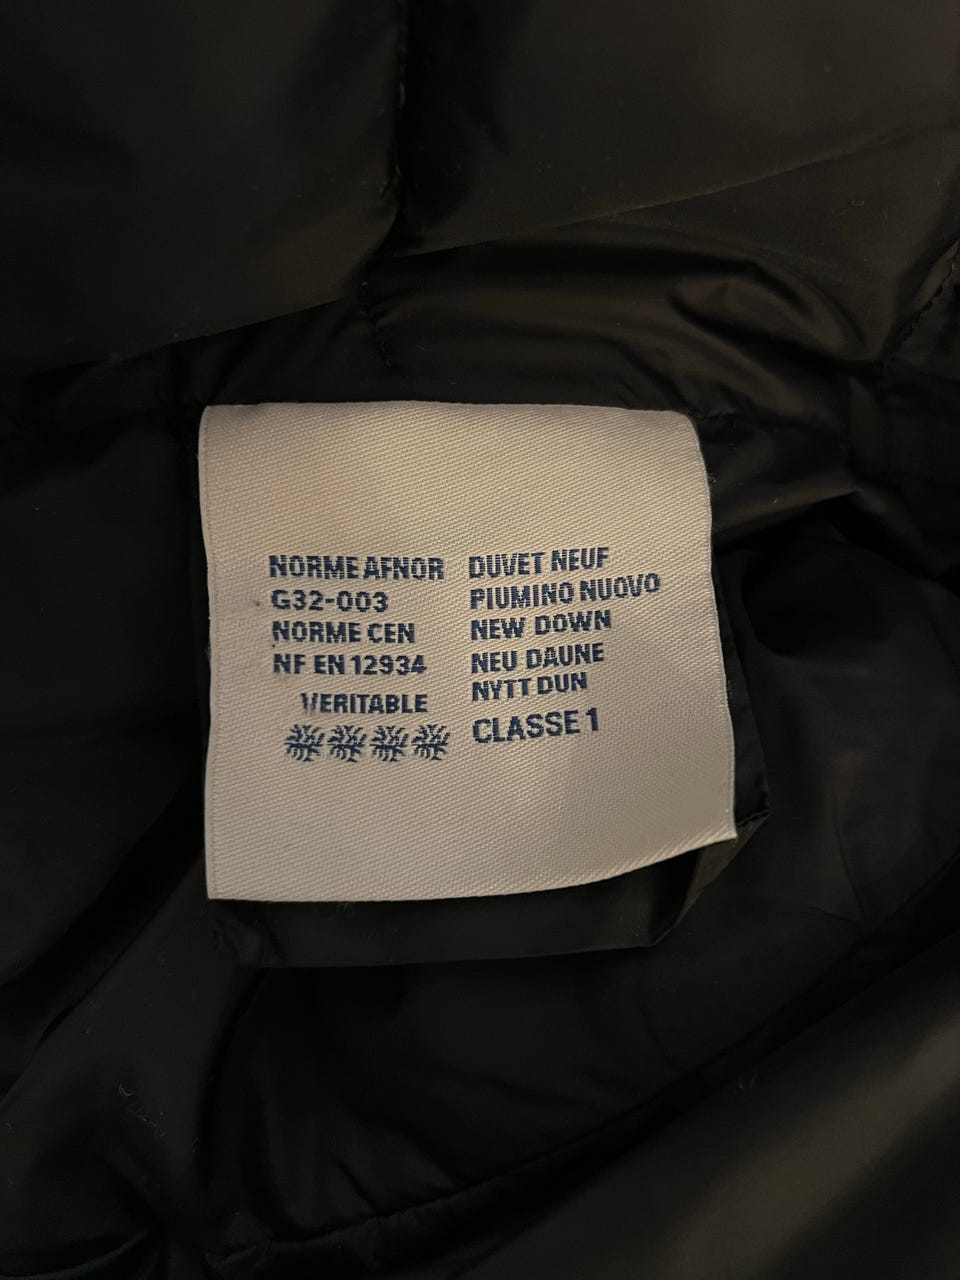 NORME AFNOR
G32-003
NORME CEN
NF EN 12934
VERITABLE
DUVET NEUF
PIUMINO NUOVO
NEW DOWN
NEU DAUNE
NYTT DUN
CLASSE 1